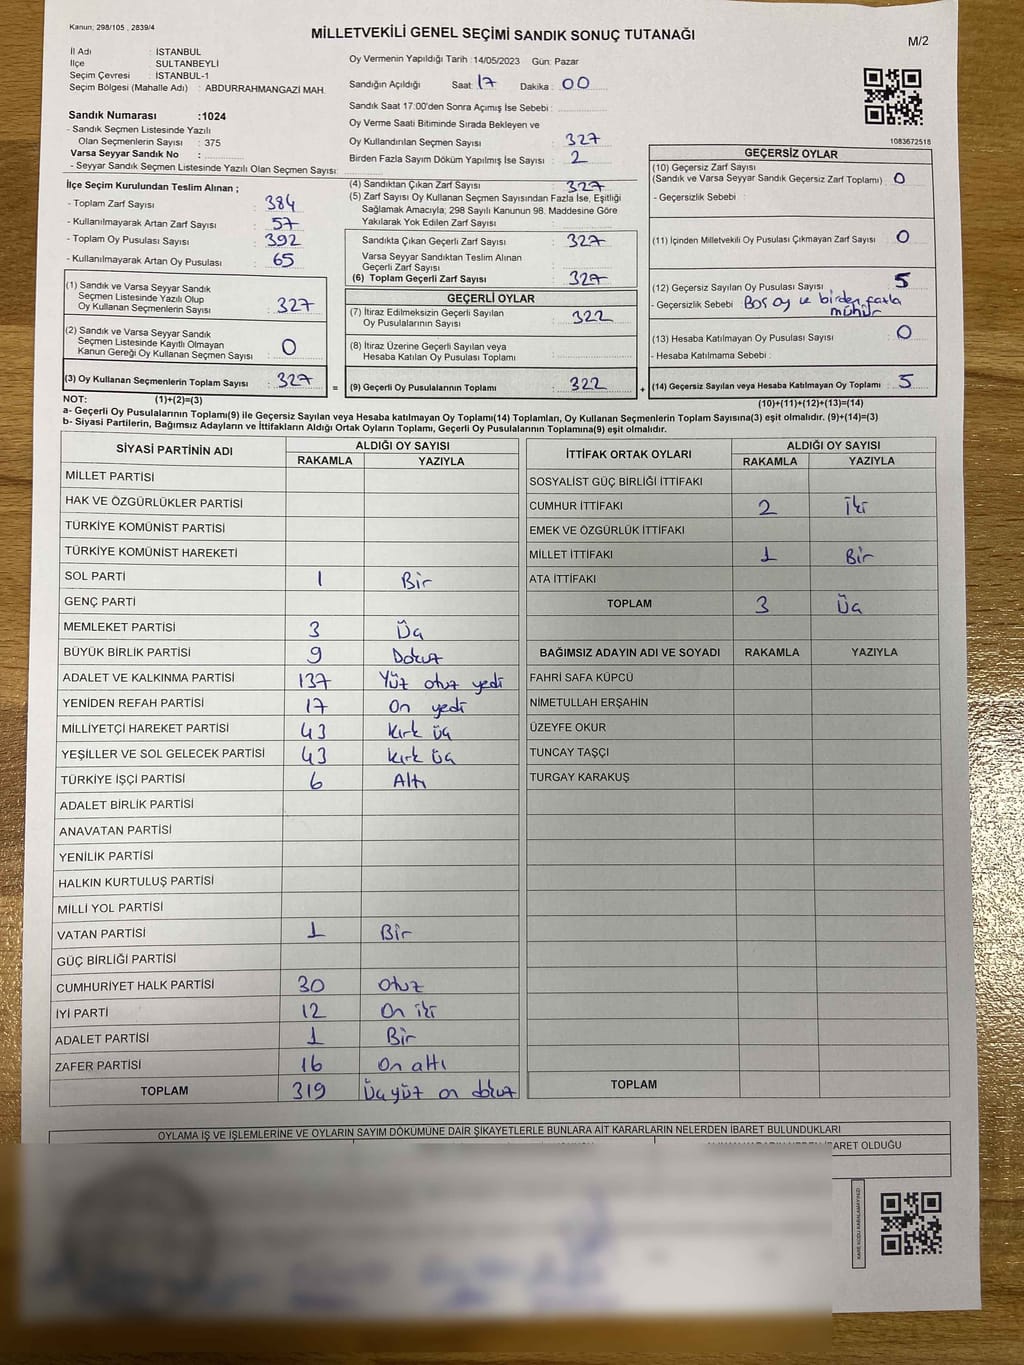 Kanun; 298/105 , 2839/4
MİLLETVEKİLİ GENEL SEÇİMİ SANDIK SONUÇ TUTANAĞI
M/2
İl Adı : İSTANBUL
İlçe : SULTANBEYLİ
Seçim Çevresi : İSTANBUL-1
Seçim Bölgesi (Mahalle Adı) : ABDURRAHMANGAZİ MAH.
Sandık Numarası :1024
- Sandık Seçmen Listesinde Yazılı
Olan Seçmenlerin Sayısı : 375
Varsa Seyyar Sandık No :
- Seyyar Sandık Seçmen Listesinde Yazılı Olan Seçmen Sayısı:
Oy Vermenin Yapıldığı Tarih :14/05/2023 Gün: Pazar
Sandığın Açıldığı Saat: 17 Dakika : 00
Sandık Saat 17:00'den Sonra Açımış İse Sebebi :
Oy Verme Saati Bitiminde Sırada Bekleyen ve
Oy Kullandırılan Seçmen Sayısı : 327
Birden Fazla Sayım Döküm Yapılmış İse Sayısı : 2
1083672518
İlçe Seçim Kurulundan Teslim Alınan ;
- Toplam Zarf Sayısı : 384
- Kullanılmayarak Artan Zarf Sayısı : 57
- Toplam Oy Pusulası Sayısı : 392
- Kullanılmayarak Artan Oy Pusulası : 65
(1) Sandık ve Varsa Seyyar Sandık
Seçmen Listesinde Yazılı Olup
Oy Kullanan Seçmenlerin Sayısı : 327
(2) Sandık ve Varsa Seyyar Sandık
Seçmen Listesinde Kayıtlı Olmayan
Kanun Gereği Oy Kullanan Seçmen Sayısı : 0
(3) Oy Kullanan Seçmenlerin Toplam Sayısı : 327 =
(4) Sandıktan Çıkan Zarf Sayısı : 327
(5) Zarf Sayısı Oy Kullanan Seçmen Sayısından Fazla İse, Eşitliği
Sağlamak Amacıyla; 298 Sayılı Kanunun 98. Maddesine Göre
Yakılarak Yok Edilen Zarf Sayısı :
Sandıkta Çıkan Geçerli Zarf Sayısı : 327
Varsa Seyyar Sandıktan Teslim Alınan
Geçerli Zarf Sayısı :
(6) Toplam Geçerli Zarf Sayısı : 327
GEÇERLİ OYLAR
(7) İtiraz Edilmeksizin Geçerli Sayılan
Oy Pusulalarının Sayısı : 322
(8) İtiraz Üzerine Geçerli Sayılan veya
Hesaba Katılan Oy Pusulası Toplamı :
(9) Geçerli Oy Pusulalarının Toplamı : 322 +
GEÇERSİZ OYLAR
(10) Geçersiz Zarf Sayısı
(Sandık ve Varsa Seyyar Sandık Geçersiz Zarf Toplamı) : 0
- Geçersizlik Sebebi :
(11) İçinden Milletvekili Oy Pusulası Çıkmayan Zarf Sayısı : 0
(12) Geçersiz Sayılan Oy Pusulası Sayısı : 5
- Geçersizlik Sebebi : Boş oy ve birden fazla
mühür
(13) Hesaba Katılmayan Oy Pusulası Sayısı : 0
- Hesaba Katılmama Sebebi :
(14) Geçersiz Sayılan veya Hesaba Katılmayan Oy Toplamı : 5
NOT: (1)+(2)=(3) (10)+(11)+(12)+(13)=(14)
a- Geçerli Oy Pusulalarının Toplamı(9) ile Geçersiz Sayılan veya Hesaba katılmayan Oy Toplamı(14) Toplamları, Oy Kullanan Seçmenlerin Toplam Sayısına(3) eşit olmalıdır. (9)+(14)=(3)
b- Siyasi Partilerin, Bağımsız Adayların ve İttifakların Aldığı Ortak Oyların Toplamı, Geçerli Oy Pusulalarının Toplamına(9) eşit olmalıdır.
SİYASİ PARTİNİN ADI ALDIĞI OY SAYISI
RAKAMLA YAZIYLA
MİLLET PARTİSİ
HAK VE ÖZGÜRLÜKLER PARTİSİ
TÜRKİYE KOMÜNİST PARTİSİ
TÜRKİYE KOMÜNİST HAREKETİ
SOL PARTİ 1 Bir
GENÇ PARTİ
MEMLEKET PARTİSİ 3 Üç
BÜYÜK BİRLİK PARTİSİ 9 Dokuz
ADALET VE KALKINMA PARTİSİ 137 Yüz otuz yedi
YENİDEN REFAH PARTİSİ 17 On yedi
MİLLİYETÇİ HAREKET PARTİSİ 43 Kırk üç
YEŞİLLER VE SOL GELECEK PARTİSİ 43 Kırk üç
TÜRKİYE İŞÇİ PARTİSİ 6 Altı
ADALET BİRLİK PARTİSİ
ANAVATAN PARTİSİ
YENİLİK PARTİSİ
HALKIN KURTULUŞ PARTİSİ
MİLLİ YOL PARTİSİ
VATAN PARTİSİ 1 Bir
GÜÇ BİRLİĞİ PARTİSİ
CUMHURİYET HALK PARTİSİ 30 Otuz
İYİ PARTİ 12 On iki
ADALET PARTİSİ 1 Bir
ZAFER PARTİSİ 16 On altı
TOPLAM 319 Üç yüz on dokuz
İTTİFAK ORTAK OYLARI ALDIĞI OY SAYISI
RAKAMLA YAZIYLA
SOSYALİST GÜÇ BİRLİĞİ İTTİFAKI
CUMHUR İTTİFAKI 2 İki
EMEK VE ÖZGÜRLÜK İTTİFAKI
MİLLET İTTİFAKI 1 Bir
ATA İTTİFAKI
TOPLAM 3 Üç
BAĞIMSIZ ADAYIN ADI VE SOYADI RAKAMLA YAZIYLA
FAHRİ SAFA KÜPCÜ
NİMETULLAH ERŞAHİN
ÜZEYFE OKUR
TUNCAY TAŞÇI
TURGAY KARAKUŞ
TOPLAM
OYLAMA İŞ VE İŞLEMLERİNE VE OYLARIN SAYIM DÖKÜMÜNE DAİR ŞİKAYETLERLE BUNLARA AİT KARARLARIN NELERDEN İBARET BULUNDUKLARI
İBARET OLDUĞU
KARE KODU KARALAMAYINIZ!